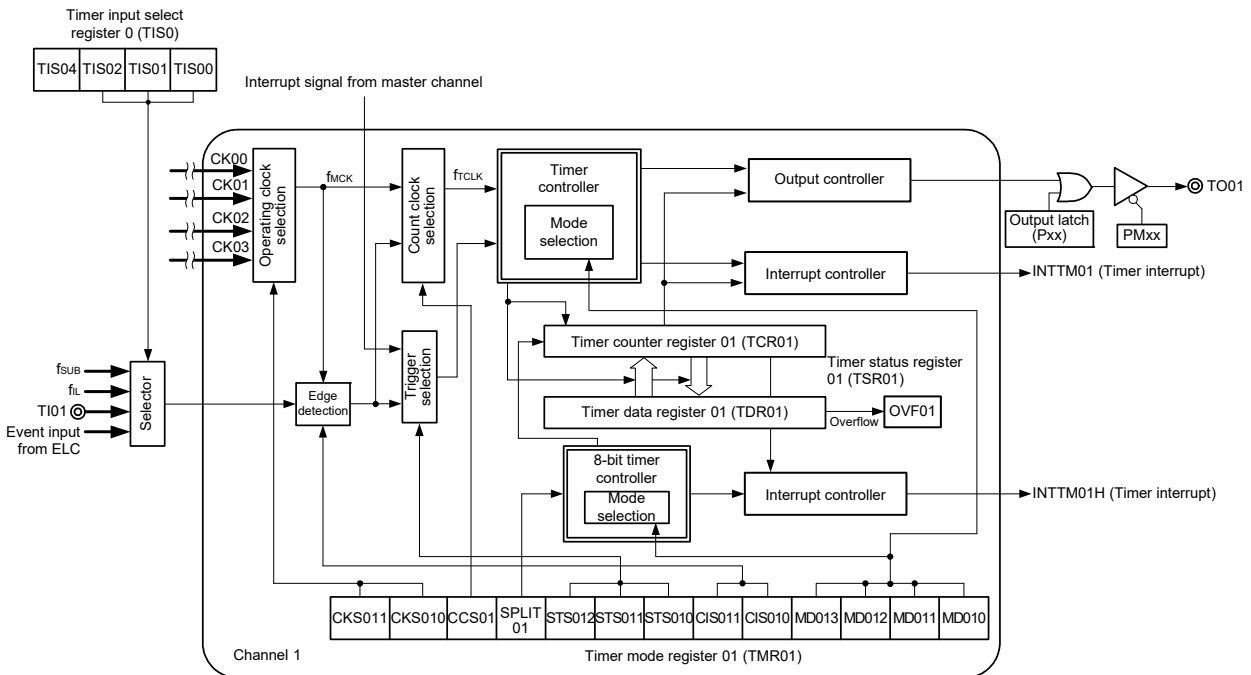 Timer input select
register 0 (TIS0)
TIS04 TIS02 TIS01 TIS00
Interrupt signal from master channel
CK00
CK01
CK02
CK03
Operating clock
selection
fMCK
Count clock
selection
fTCLK
Timer
controller
Mode
selection
Output controller
Output latch
(Pxx)
PMxx
TO01
Interrupt controller
INTTM01 (Timer interrupt)
Timer counter register 01 (TCR01)
Timer status register
01 (TSR01)
fSUB
fIL
TI01
Event input
from ELC
Selector
Edge
detection
Trigger
selection
Timer data register 01 (TDR01)
Overflow
OVF01
8-bit timer
controller
Mode
selection
Interrupt controller
INTTM01H (Timer interrupt)
CKS011 CKS010 CCS01 SPLIT
01 STS012 STS011 STS010 CIS011 CIS010 MD013 MD012 MD011 MD010
Channel 1
Timer mode register 01 (TMR01)